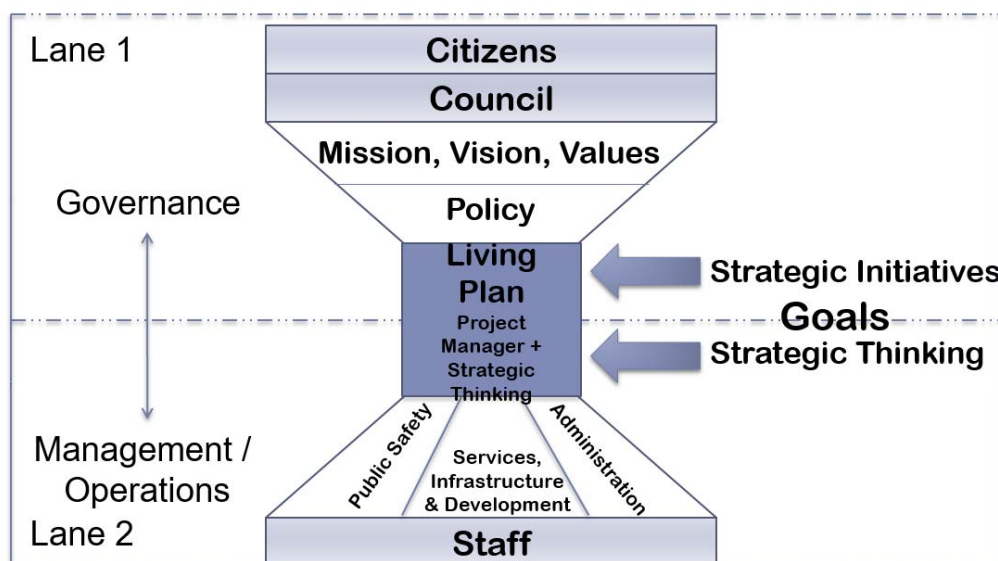 Lane 1
Citizens
Council
Mission, Vision, Values
Governance
Policy
Living
Plan
Project
Manager +
Strategic
Thinking
Strategic Initiatives
Goals
Strategic Thinking
Management /
Operations
Public Safety
Services,
Infrastructure
& Development
Administration
Lane 2
Staff